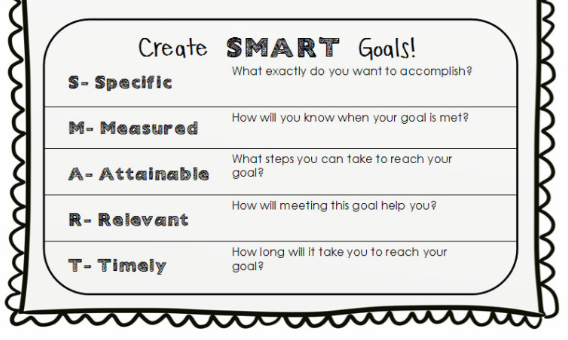 Create SMART Goals!
S- Specific
What exactly do you want to accomplish?
M- Measured
How will you know when your goal is met?
A- Attainable
What steps you can take to reach your
goal?
R- Relevant
How will meeting this goal help you?
T- Timely
How long will it take you to reach your
goal?